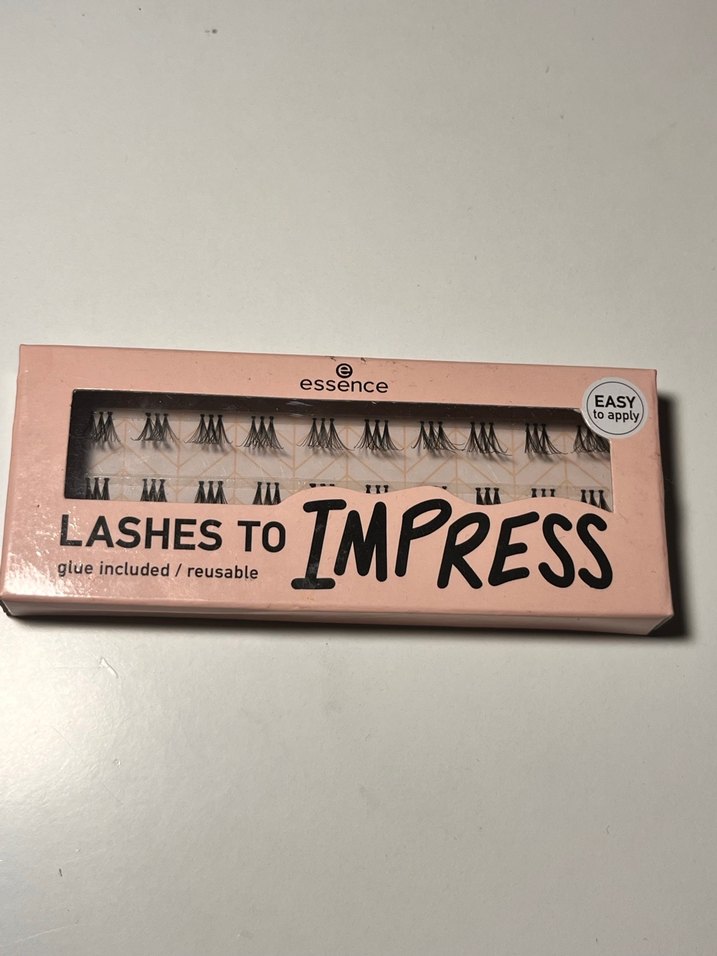 essence
EASY
to apply
LASHES TO IMPRESS
glue included / reusable